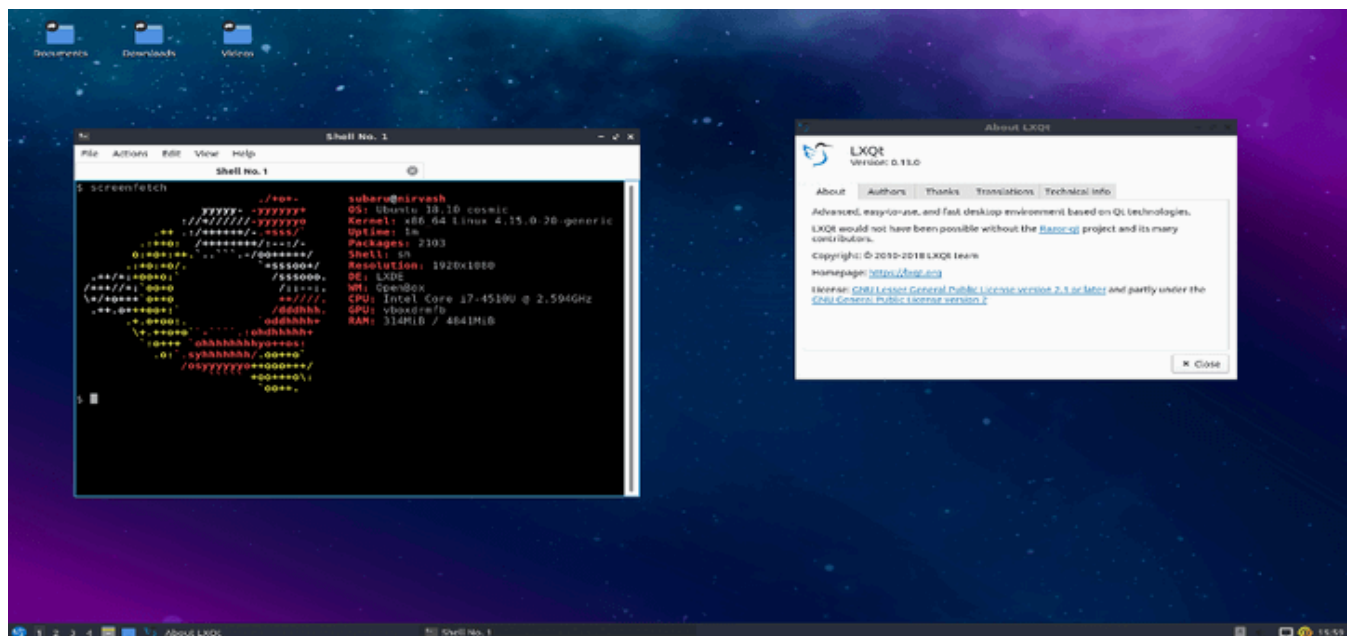 Documents Downloads Videos
Shell No. 1
File Actions Edit View Help
Shell No. 1
$ screenfetch
subaru@nirvash
OS: Ubuntu 18.10 cosmic
Kernel: x86_64 Linux 4.15.0-20-generic
Uptime: 1m
Packages: 2103
Shell: sh
Resolution: 1920x1080
DE: LXDE
WM: OpenBox
CPU: Intel Core i7-4510U @ 2.594GHz
GPU: vboxdrmfb
RAM: 314MiB / 4841MiB
$
About LXQt
LXQt
Version: 0.13.0
About Authors Thanks Translations Technical Info
Advanced, easy-to-use, and fast desktop environment based on Qt technologies.
LXQt would not have been possible without the Razor-qt project and its many
contributors.
Copyright: © 2010-2018 LXQt team
Homepage: https://lxqt.org
License: GNU Lesser General Public License version 2.1 or later and partly under the
GNU General Public License version 2
Close
1 2 3 4 About LXQt Shell No. 1 15:59